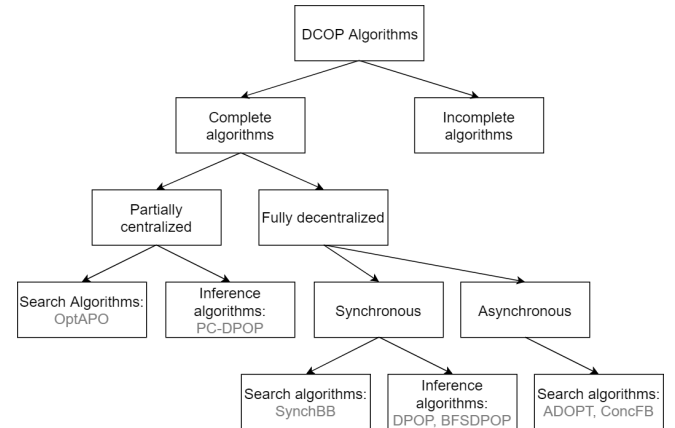 DCOP Algorithms
Complete
algorithms
Incomplete
algorithms
Partially
centralized
Fully decentralized
Search Algorithms:
OptAPO
Inference
algorithms:
PC-DPOP
Synchronous
Asynchronous
Search algorithms:
SynchBB
Inference
algorithms:
DPOP, BFSDPOP
Search algorithms:
ADOPT, ConcFB